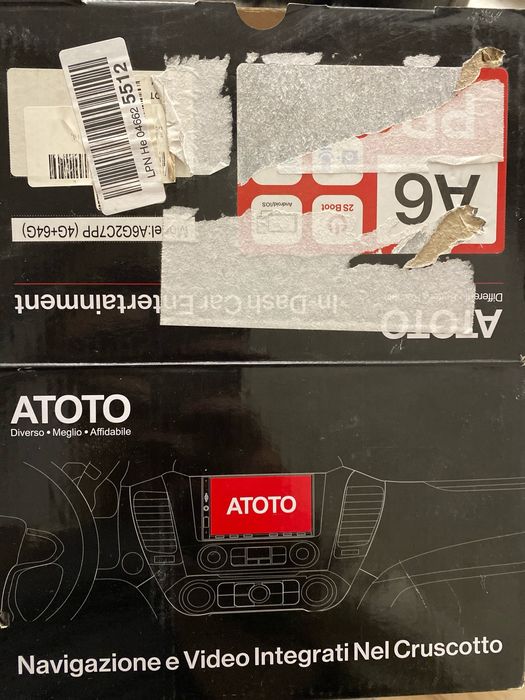 LPN He 04662 5512
A6
2S Boot
Android/iOS
Model:A6G2C7PP (4G+64G)
In-Dash Car Entertainment
ATOTO
ATOTO
Diverso • Meglio • Affidabile
ATOTO
Navigazione e Video Integrati Nel Cruscotto